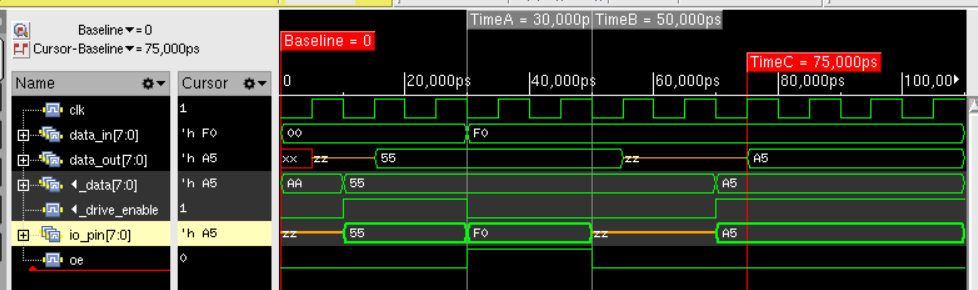 TimeA = 30,000p TimeB = 50,000ps
Baseline ▾= 0
Cursor-Baseline ▾= 75,000ps
Baseline = 0
TimeC = 75,000ps
Name Cursor 0 20,000ps 40,000ps 60,000ps 80,000ps 100,00
clk 1
data_in[7:0] 'h F0 00 F0
data_out[7:0] 'h A5 xx zz 55 zz A5
_data[7:0] 'h A5 AA 55 A5
_drive_enable 1
io_pin[7:0] 'h A5 zz 55 F0 zz A5
oe 0